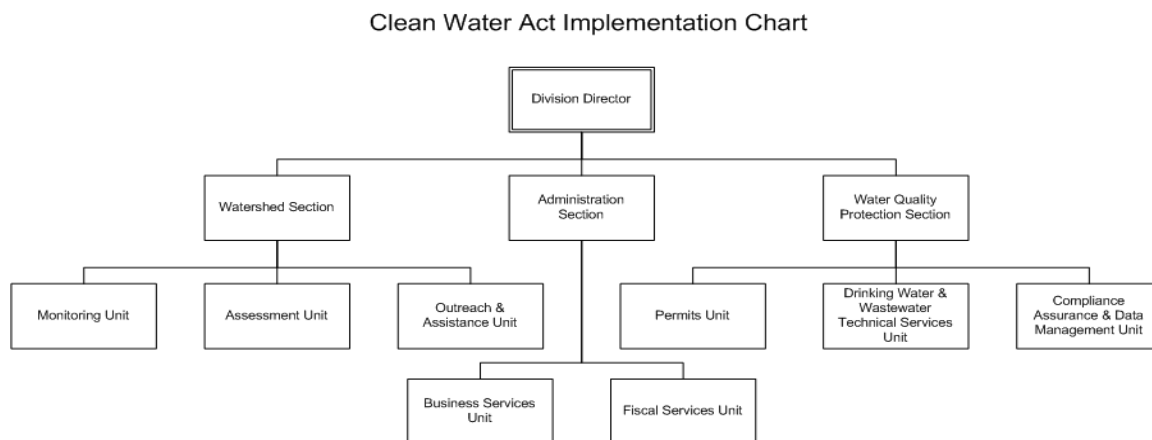 Clean Water Act Implementation Chart
Division Director
Watershed Section
Administration
Section
Water Quality
Protection Section
Monitoring Unit
Assessment Unit
Outreach &
Assistance Unit
Permits Unit
Drinking Water &
Wastewater
Technical Services
Unit
Compliance
Assurance & Data
Management Unit
Business Services
Unit
Fiscal Services Unit